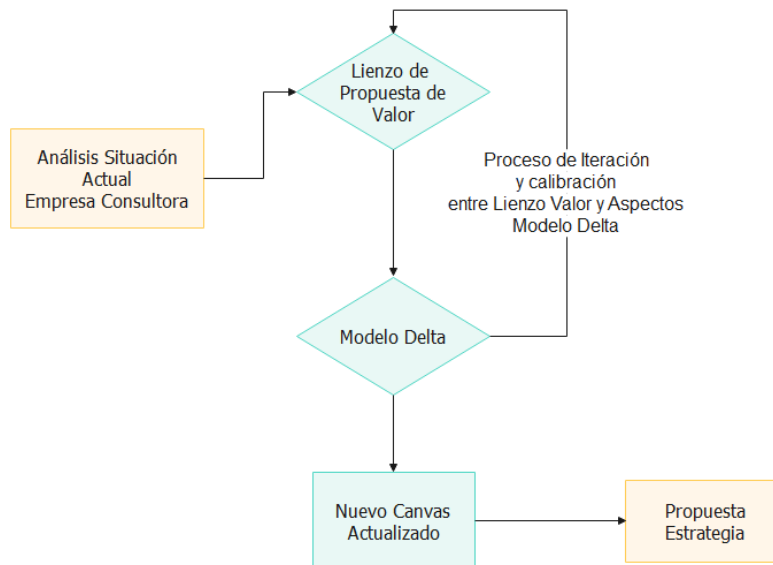 Lienzo de
Propuesta de
Valor
Análisis Situación
Actual
Empresa Consultora
Proceso de Iteración
y calibración
entre Lienzo Valor y Aspectos
Modelo Delta
Modelo Delta
Nuevo Canvas
Actualizado
Propuesta
Estrategia